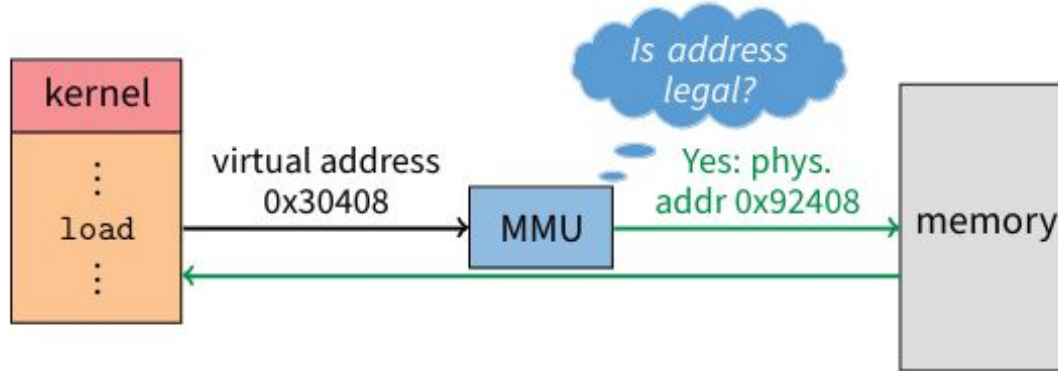 kernel
⋮
load
⋮
virtual address
0x30408
MMU
Is address
legal?
Yes: phys.
addr 0x92408
memory